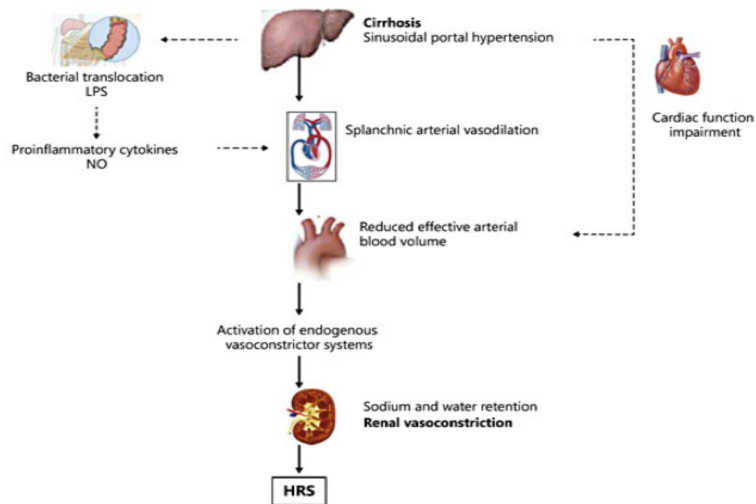 Cirrhosis
Sinusoidal portal hypertension
Bacterial translocation
LPS
Cardiac function
impairment
Splanchnic arterial vasodilation
Proinflammatory cytokines
NO
Reduced effective arterial
blood volume
Activation of endogenous
vasoconstrictor systems
Sodium and water retention
Renal vasoconstriction
HRS